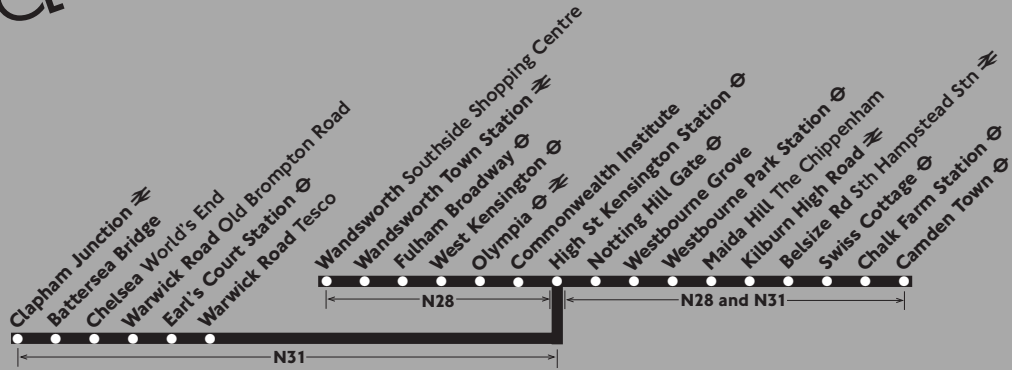 Clapham Junction
Battersea Bridge
Chelsea World's End
Warwick Road Old Brompton Road
Earl's Court Station
Warwick Road Tesco
Wandsworth Southside Shopping Centre
Wandsworth Town Station
Fulham Broadway
West Kensington
Olympia
Commonwealth Institute
High St Kensington Station
Notting Hill Gate
Westbourne Grove
Westbourne Park Station
Maida Hill The Chippenham
Kilburn High Road
Belsize Rd Sth Hampstead Stn
Swiss Cottage
Chalk Farm Station
Camden Town
N28
N28 and N31
N31